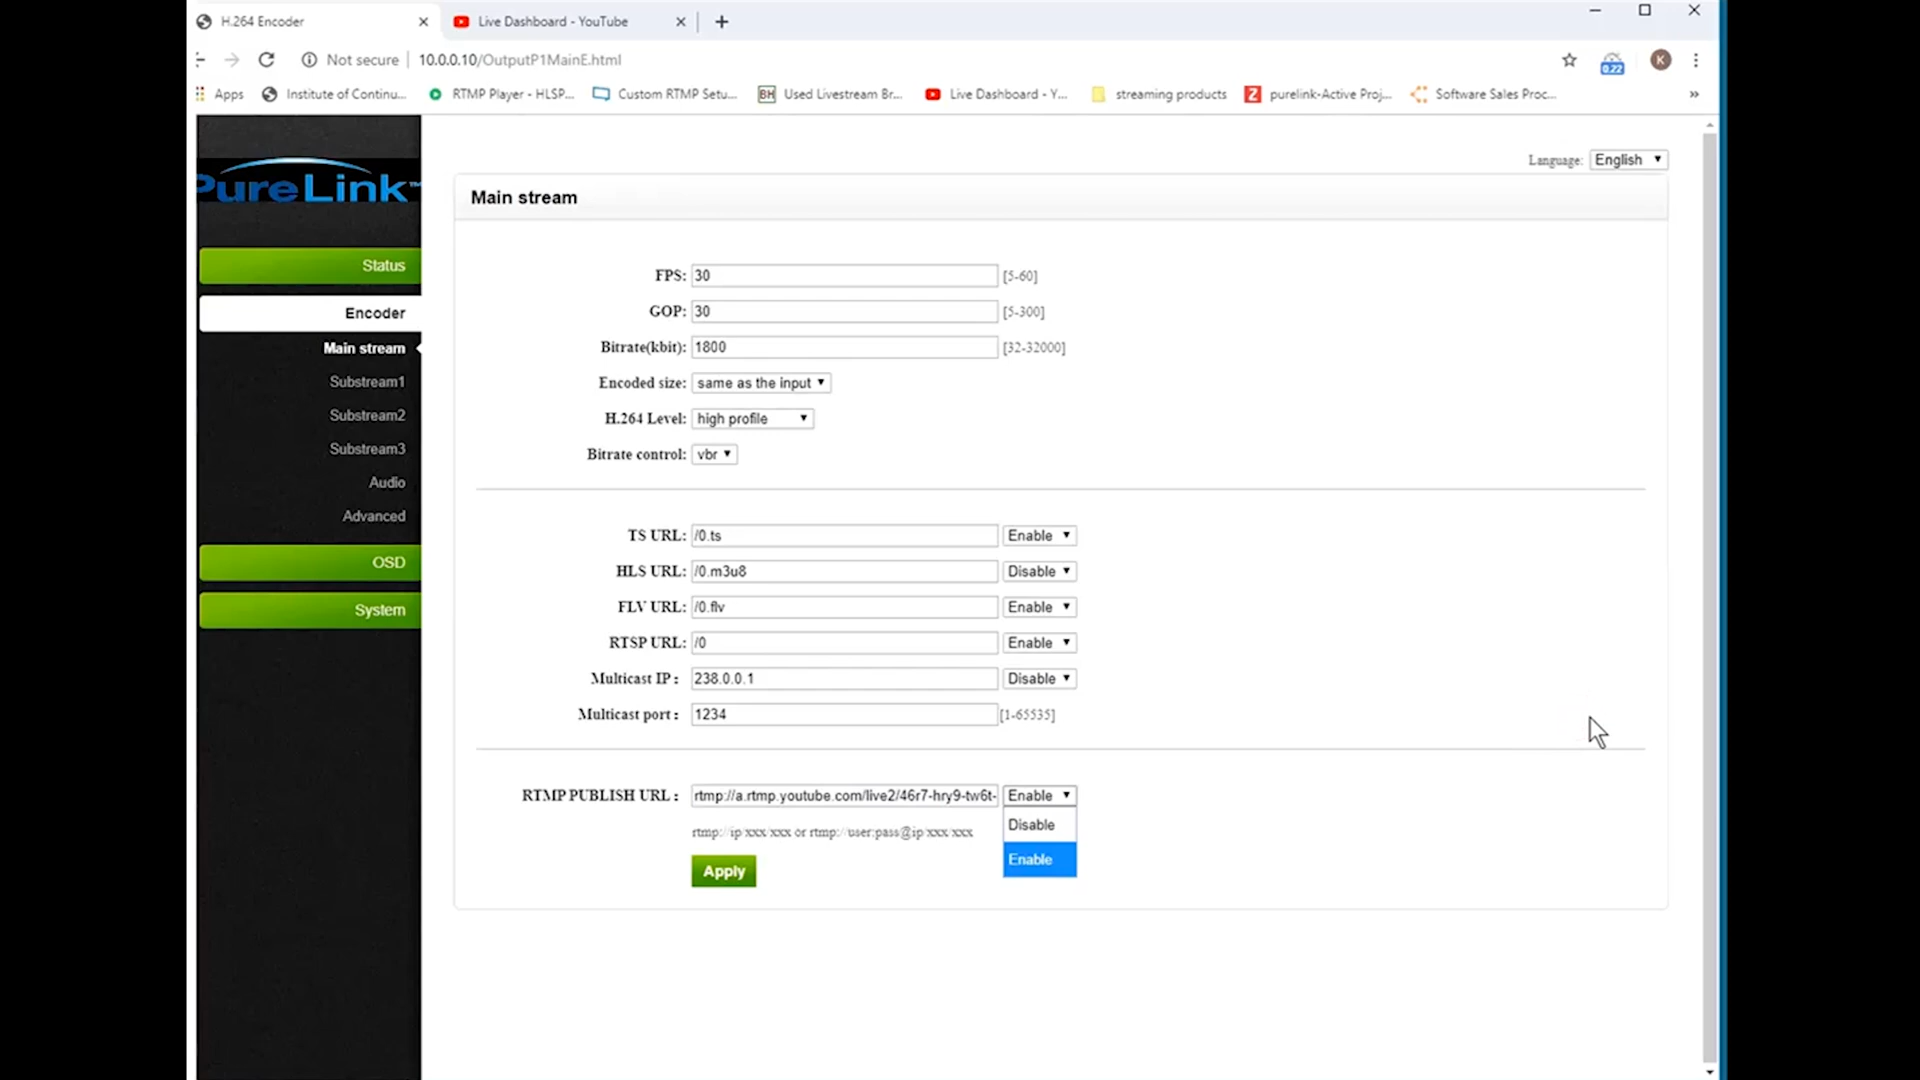 H.264 Encoder
Live Dashboard - YouTube
Not secure
10.0.0.10/OutputP1MainE.html
0.22
K
Apps
Institute of Continu...
RTMP Player - HLSP...
Custom RTMP Setu...
BH
Used Livestream Br...
Live Dashboard - Y...
streaming products
Z
purelink-Active Proj...
Software Sales Proc...
»
PureLink™
Status
Encoder
Main stream
Substream1
Substream2
Substream3
Audio
Advanced
OSD
System
Language: English
Main stream
FPS: 30 [5-60]
GOP: 30 [5-300]
Bitrate(kbit): 1800 [32-32000]
Encoded size: same as the input
H.264 Level: high profile
Bitrate control: vbr
TS URL: /0.ts Enable
HLS URL: /0.m3u8 Disable
FLV URL: /0.flv Enable
RTSP URL: /0 Enable
Multicast IP : 238.0.0.1 Disable
Multicast port : 1234 [1-65535]
RTMP PUBLISH URL : rtmp://a.rtmp.youtube.com/live2/46r7-hry9-tw6t- Enable
rtmp://ip/xxx/xxx or rtmp://user:pass@ip/xxx/xxx
Disable
Enable
Apply